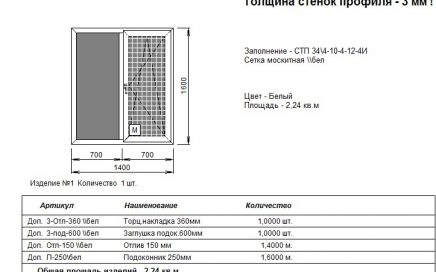 Толщина стенок профиля - 3 мм !
Заполнение - СТП 34\4-10-4-12-4И
Сетка москитная \\бел
1600
Цвет - Белый
Площадь - 2,24 кв.м
М
700 700
1400
Изделие №1 Количество 1 шт.
Артикул Наименование Количество
Доп. 3-Отп-360 \\бел Торц.накладка 360мм 1,0000 шт.
Доп. 3-под-600 \\бел Заглушка подок.600мм 1,0000 шт.
Доп. Отп-150 \\бел Отлив 150 мм 1,4000 м.
Доп. П-250\бел Подоконник 250мм 1,6000 м.
Общая площадь изделий 2,24 кв.м